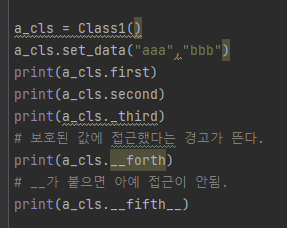 a_cls = Class1()
a_cls.set_data("aaa","bbb")
print(a_cls.first)
print(a_cls.second)
print(a_cls._third)
# 보호된 값에 접근했다는 경고가 뜬다.
print(a_cls.__forth)
# __가 붙으면 아예 접근이 안됨.
print(a_cls.__fifth__)